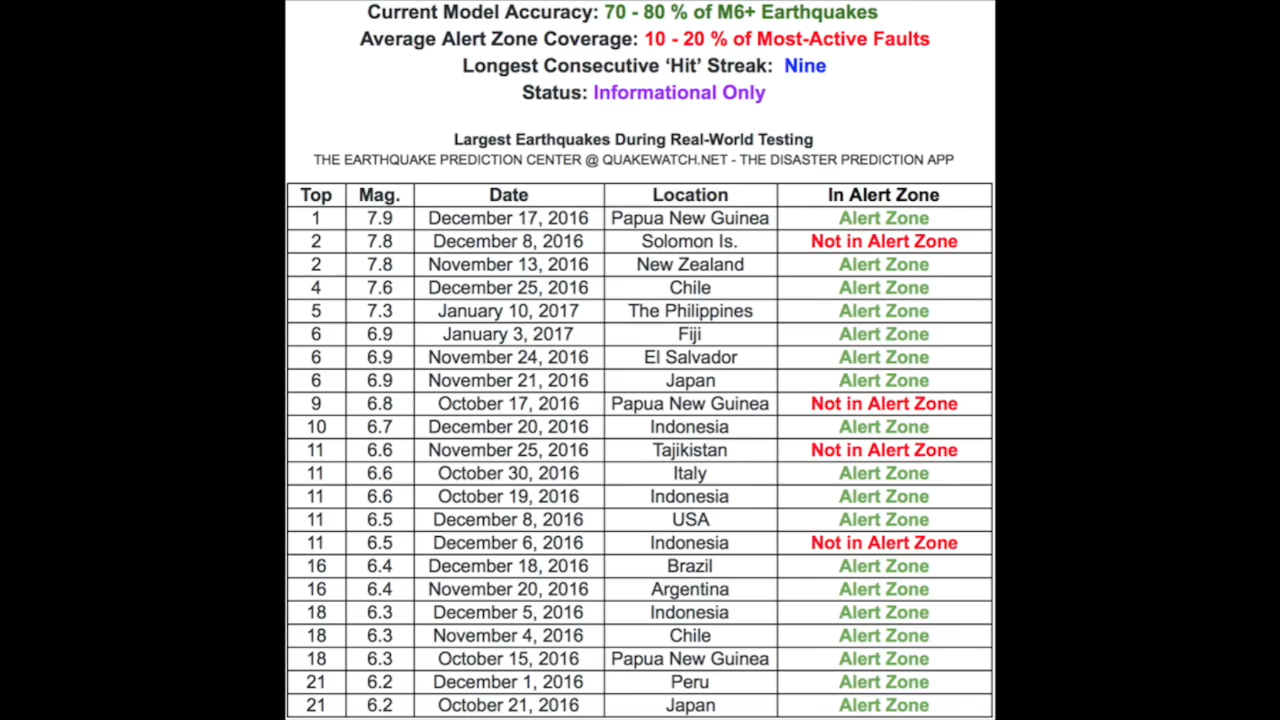 Current Model Accuracy: 70 - 80 % of M6+ Earthquakes
Average Alert Zone Coverage: 10 - 20 % of Most-Active Faults
Longest Consecutive ‘Hit’ Streak: Nine
Status: Informational Only
Largest Earthquakes During Real-World Testing
THE EARTHQUAKE PREDICTION CENTER @ QUAKEWATCH.NET - THE DISASTER PREDICTION APP
Top Mag. Date Location In Alert Zone
1 7.9 December 17, 2016 Papua New Guinea Alert Zone
2 7.8 December 8, 2016 Solomon Is. Not in Alert Zone
2 7.8 November 13, 2016 New Zealand Alert Zone
4 7.6 December 25, 2016 Chile Alert Zone
5 7.3 January 10, 2017 The Philippines Alert Zone
6 6.9 January 3, 2017 Fiji Alert Zone
6 6.9 November 24, 2016 El Salvador Alert Zone
6 6.9 November 21, 2016 Japan Alert Zone
9 6.8 October 17, 2016 Papua New Guinea Not in Alert Zone
10 6.7 December 20, 2016 Indonesia Alert Zone
11 6.6 November 25, 2016 Tajikistan Not in Alert Zone
11 6.6 October 30, 2016 Italy Alert Zone
11 6.6 October 19, 2016 Indonesia Alert Zone
11 6.5 December 8, 2016 USA Alert Zone
11 6.5 December 6, 2016 Indonesia Not in Alert Zone
16 6.4 December 18, 2016 Brazil Alert Zone
16 6.4 November 20, 2016 Argentina Alert Zone
18 6.3 December 5, 2016 Indonesia Alert Zone
18 6.3 November 4, 2016 Chile Alert Zone
18 6.3 October 15, 2016 Papua New Guinea Alert Zone
21 6.2 December 1, 2016 Peru Alert Zone
21 6.2 October 21, 2016 Japan Alert Zone